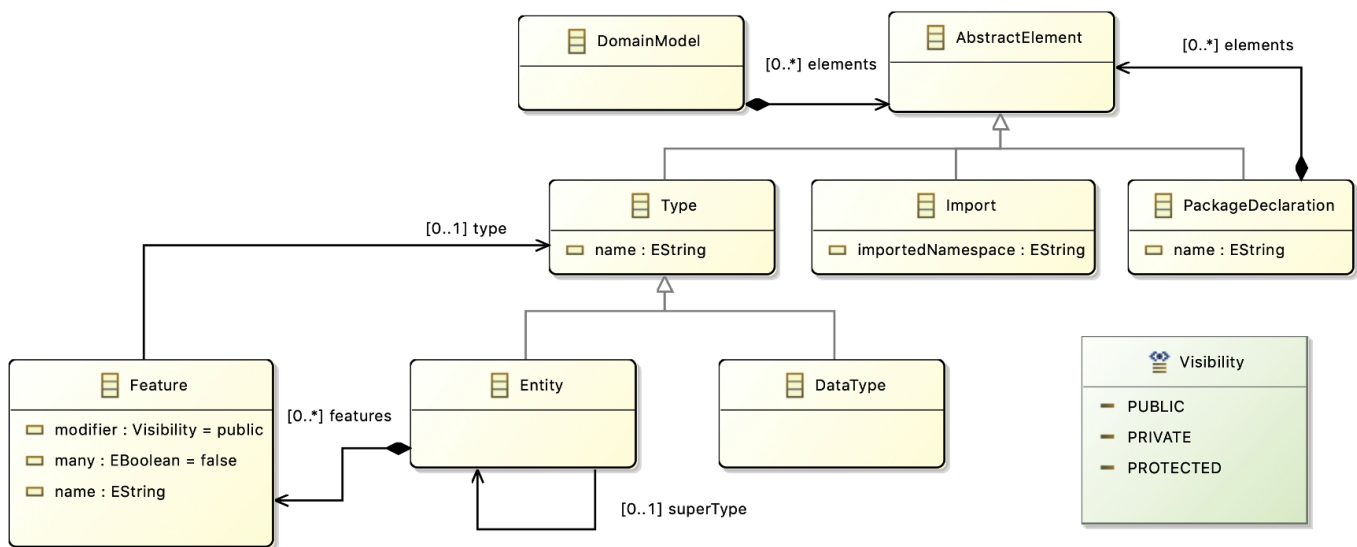 DomainModel
AbstractElement
[0..*] elements
[0..*] elements
Type
name : EString
Import
importedNamespace : EString
PackageDeclaration
name : EString
[0..1] type
Feature
modifier : Visibility = public
many : EBoolean = false
name : EString
[0..*] features
Entity
[0..1] superType
DataType
Visibility
PUBLIC
PRIVATE
PROTECTED